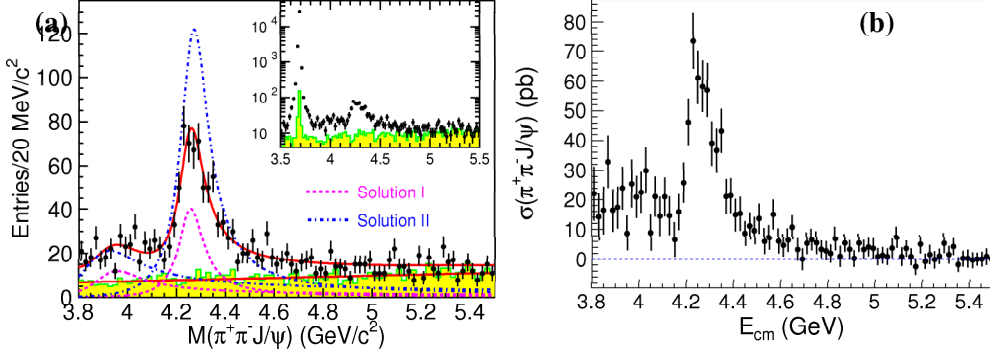 (a)
Entries/20 MeV/c²
120
100
80
60
40
20
0
10⁴
10³
10²
10
3.5 4 4.5 5 5.5
Solution I
Solution II
3.8 4 4.2 4.4 4.6 4.8 5 5.2 5.4
M(π⁺π⁻J/ψ) (GeV/c²)
(b)
σ(π⁺π⁻J/ψ) (pb)
80
70
60
50
40
30
20
10
0
3.8 4 4.2 4.4 4.6 4.8 5 5.2 5.4
E_cm (GeV)